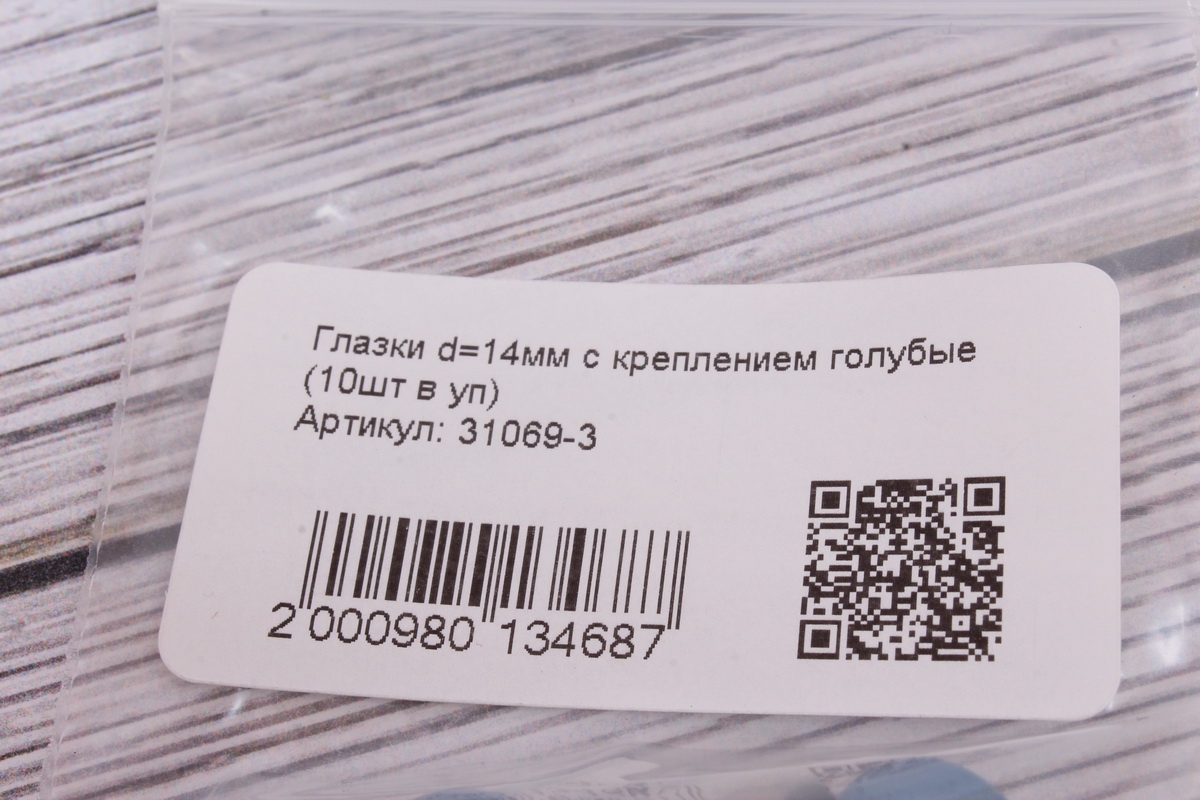 Глазки d=14мм с креплением голубые
(10шт в уп)
Артикул: 31069-3
2 000980 134687